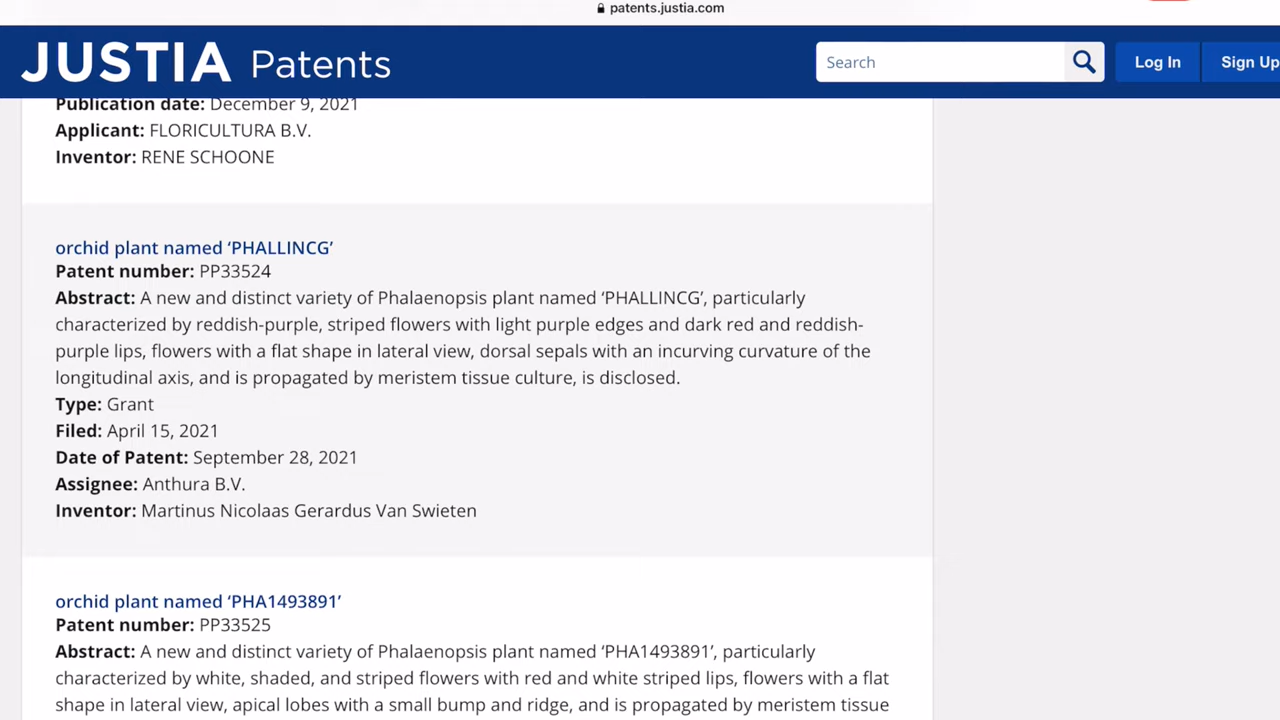 patents.justia.com
JUSTIA Patents
Search
Log In
Sign Up
Publication date: December 9, 2021
Applicant: FLORICULTURA B.V.
Inventor: RENE SCHOONE
orchid plant named ‘PHALLINCG’
Patent number: PP33524
Abstract: A new and distinct variety of Phalaenopsis plant named ‘PHALLINCG’, particularly
characterized by reddish-purple, striped flowers with light purple edges and dark red and reddish-
purple lips, flowers with a flat shape in lateral view, dorsal sepals with an incurving curvature of the
longitudinal axis, and is propagated by meristem tissue culture, is disclosed.
Type: Grant
Filed: April 15, 2021
Date of Patent: September 28, 2021
Assignee: Anthura B.V.
Inventor: Martinus Nicolaas Gerardus Van Swieten
orchid plant named ‘PHA1493891’
Patent number: PP33525
Abstract: A new and distinct variety of Phalaenopsis plant named ‘PHA1493891’, particularly
characterized by white, shaded, and striped flowers with red and white striped lips, flowers with a flat
shape in lateral view, apical lobes with a small bump and ridge, and is propagated by meristem tissue